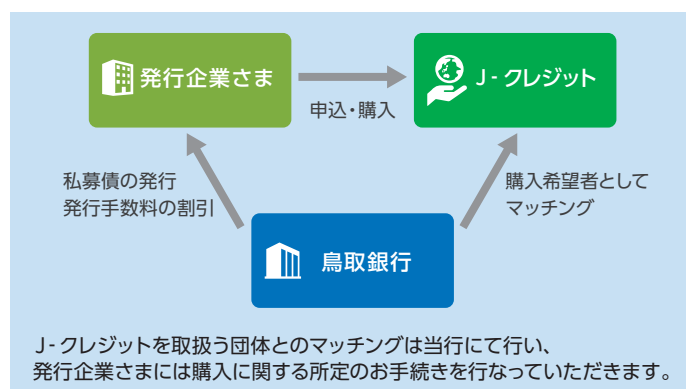 発行企業さま
J-クレジット
申込・購入
私募債の発行
発行手数料の割引
購入希望者として
マッチング
鳥取銀行
J-クレジットを取扱う団体とのマッチングは当行にて行い、
発行企業さまには購入に関する所定のお手続きを行なっていただきます。